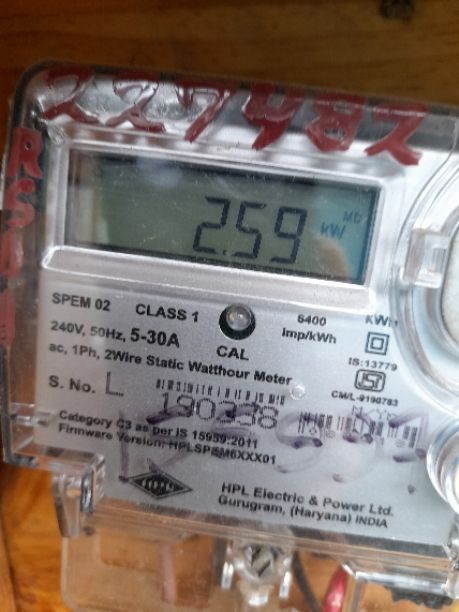 227482
2.59
MD
kW
SPEM 02
CLASS 1
6400
imp/kWh
kWh
240V, 50Hz, 5-30A
CAL
ac, 1Ph, 2Wire Static Watthour Meter
IS:13779
CM/L-9190783
S. No. L
190338
Category C3 as per IS 15959:2011
Firmware Version: HPLSPEM6XXX01
HPL Electric & Power Ltd.
Gurugram, (Haryana) INDIA